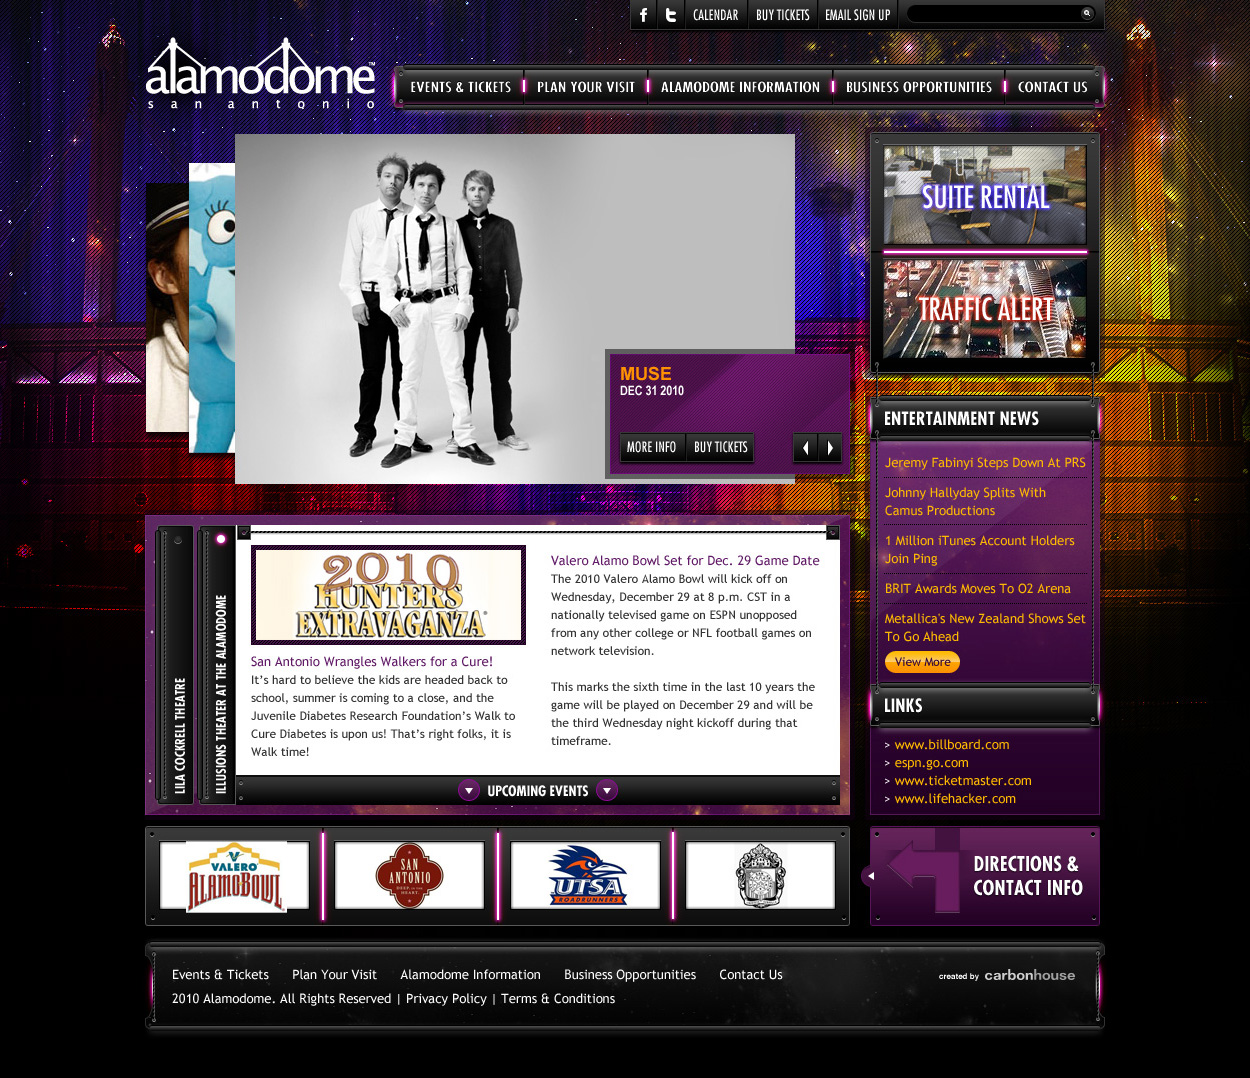 CALENDAR
BUY TICKETS
EMAIL SIGN UP
alamodome™
san antonio
EVENTS & TICKETS
PLAN YOUR VISIT
ALAMODOME INFORMATION
BUSINESS OPPORTUNITIES
CONTACT US
MUSE
DEC 31 2010
MORE INFO
BUY TICKETS
SUITE RENTAL
TRAFFIC ALERT
ENTERTAINMENT NEWS
Jeremy Fabinyi Steps Down At PRS
Johnny Hallyday Splits With
Camus Productions
1 Million iTunes Account Holders
Join Ping
BRIT Awards Moves To O2 Arena
Metallica's New Zealand Shows Set
To Go Ahead
View More
LINKS
> www.billboard.com
> espn.go.com
> www.ticketmaster.com
> www.lifehacker.com
LILA COCKRELL THEATRE
ILLUSIONS THEATER AT THE ALAMODOME
2010
HUNTERS
EXTRAVAGANZA
San Antonio Wrangles Walkers for a Cure!
It's hard to believe the kids are headed back to
school, summer is coming to a close, and the
Juvenile Diabetes Research Foundation's Walk to
Cure Diabetes is upon us! That's right folks, it is
Walk time!
Valero Alamo Bowl Set for Dec. 29 Game Date
The 2010 Valero Alamo Bowl will kick off on
Wednesday, December 29 at 8 p.m. CST in a
nationally televised game on ESPN unopposed
from any other college or NFL football games on
network television.
This marks the sixth time in the last 10 years the
game will be played on December 29 and will be
the third Wednesday night kickoff during that
timeframe.
UPCOMING EVENTS
VALERO
ALAMO BOWL
SAN
ANTONIO
DEEP IN THE
HEART.
UTSA
ROADRUNNERS
DIRECTIONS &
CONTACT INFO
Events & Tickets
Plan Your Visit
Alamodome Information
Business Opportunities
Contact Us
created by carbonhouse
2010 Alamodome. All Rights Reserved | Privacy Policy | Terms & Conditions